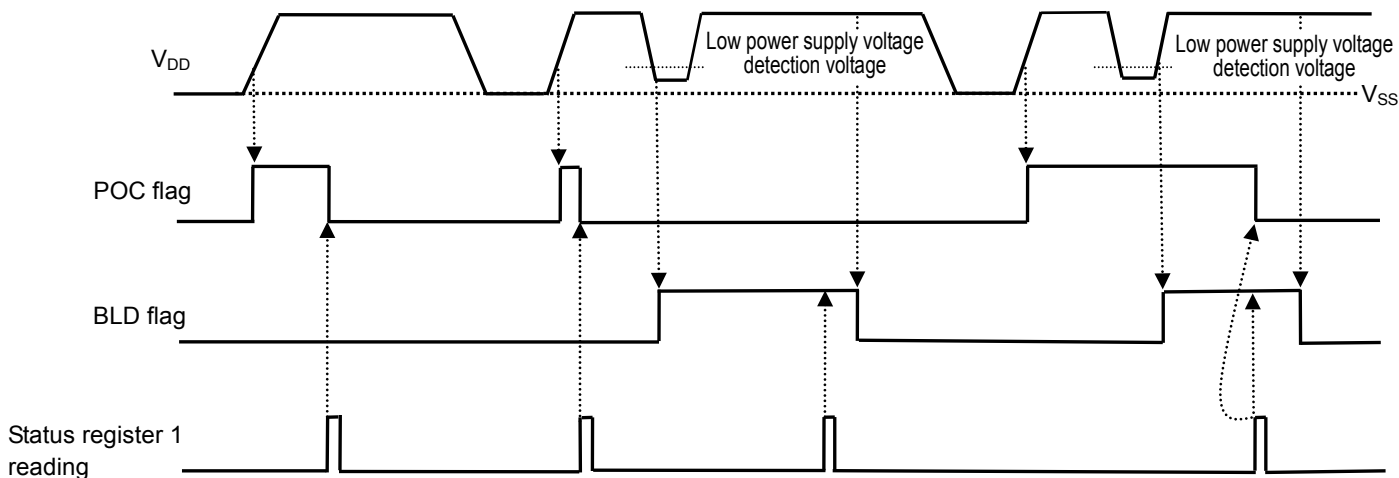 Low power supply voltage
detection voltage
Low power supply voltage
detection voltage
VDD
VSS
POC flag
BLD flag
Status register 1
reading